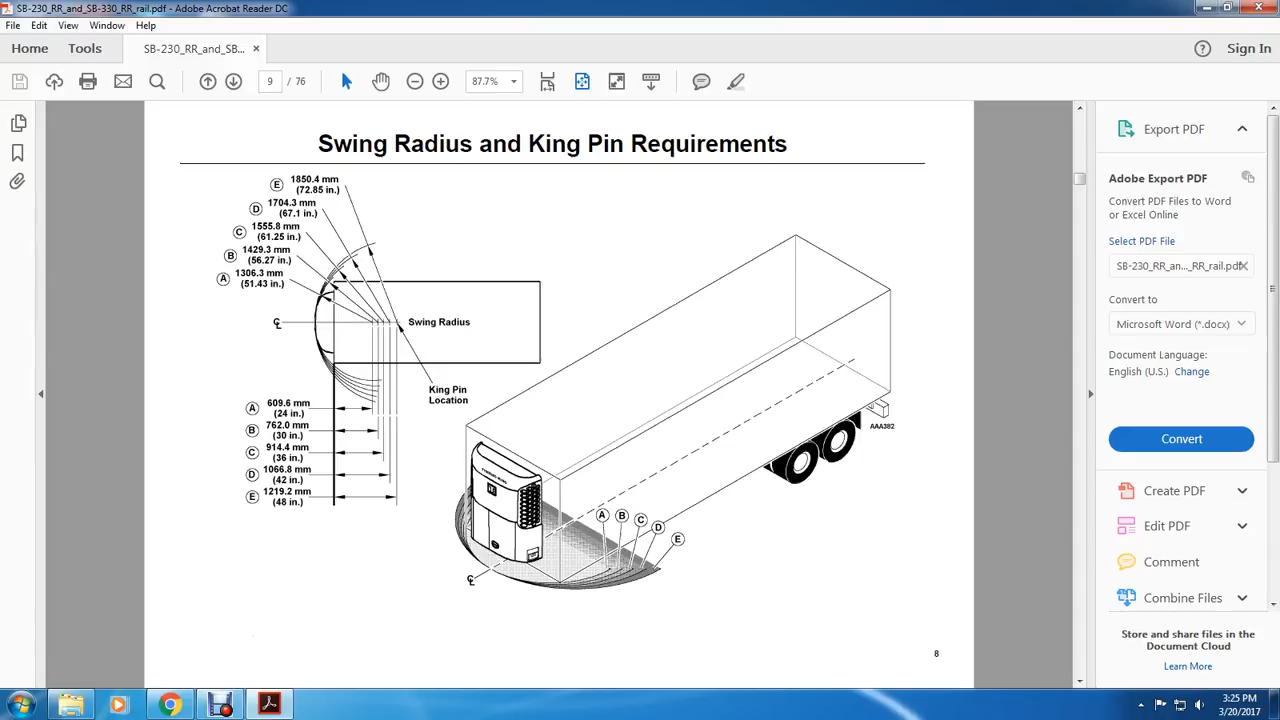 SB-230_RR_and_SB-330_RR_rail.pdf - Adobe Acrobat Reader DC
File Edit View Window Help
Home Tools SB-230_RR_and_SB... × Sign In
9 / 76 87.7%
Swing Radius and King Pin Requirements
E 1850.4 mm
(72.85 in.)
D 1704.3 mm
(67.1 in.)
C 1555.8 mm
(61.25 in.)
B 1429.3 mm
(56.27 in.)
A 1306.3 mm
(51.43 in.)
Swing Radius
King Pin
Location
A 609.6 mm
(24 in.)
B 762.0 mm
(30 in.)
C 914.4 mm
(36 in.)
D 1066.8 mm
(42 in.)
E 1219.2 mm
(48 in.)
AAA382
THERMO KING
A B C D E
8
Export PDF
Adobe Export PDF
Convert PDF Files to Word
or Excel Online
Select PDF File
SB-230_RR_an..._RR_rail.pdf
Convert to
Microsoft Word (*.docx)
Document Language:
English (U.S.) Change
Convert
Create PDF
Edit PDF
Comment
Combine Files
Store and share files in the
Document Cloud
Learn More
3:25 PM
3/20/2017